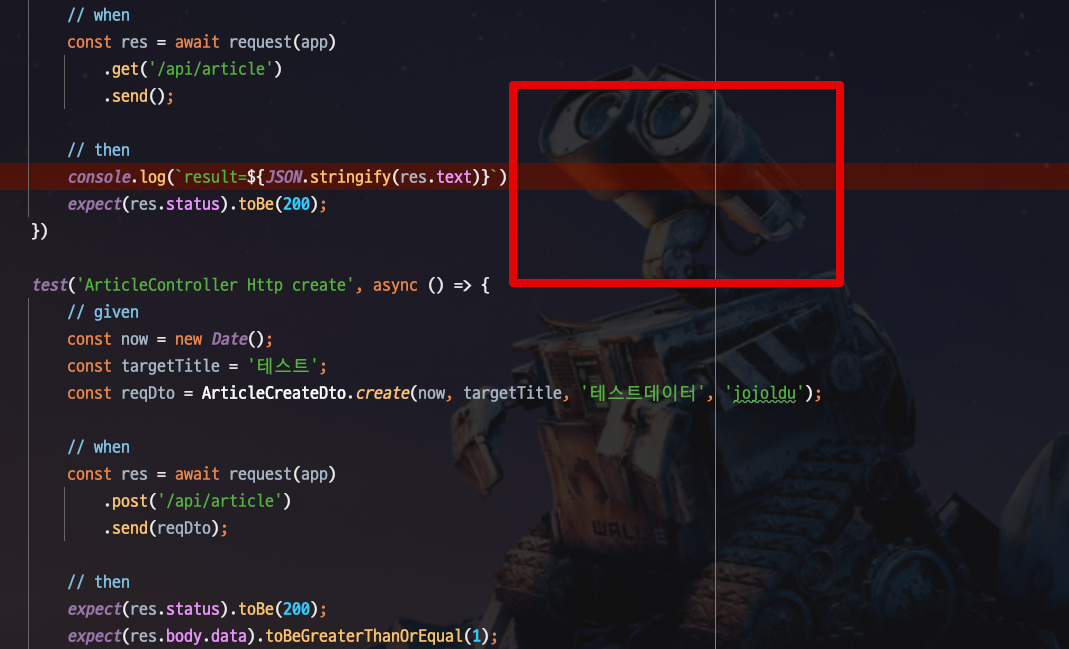 // when
const res = await request(app)
.get('/api/article')
.send();
// then
console.log(`result=${JSON.stringify(res.text)}`)
expect(res.status).toBe(200);
})
test('ArticleController Http create', async () => {
// given
const now = new Date();
const targetTitle = '테스트';
const reqDto = ArticleCreateDto.create(now, targetTitle, '테스트데이터', 'jojoldu');
// when
const res = await request(app)
.post('/api/article')
.send(reqDto);
WALL·E
// then
expect(res.status).toBe(200);
expect(res.body.data).toBeGreaterThanOrEqual(1);